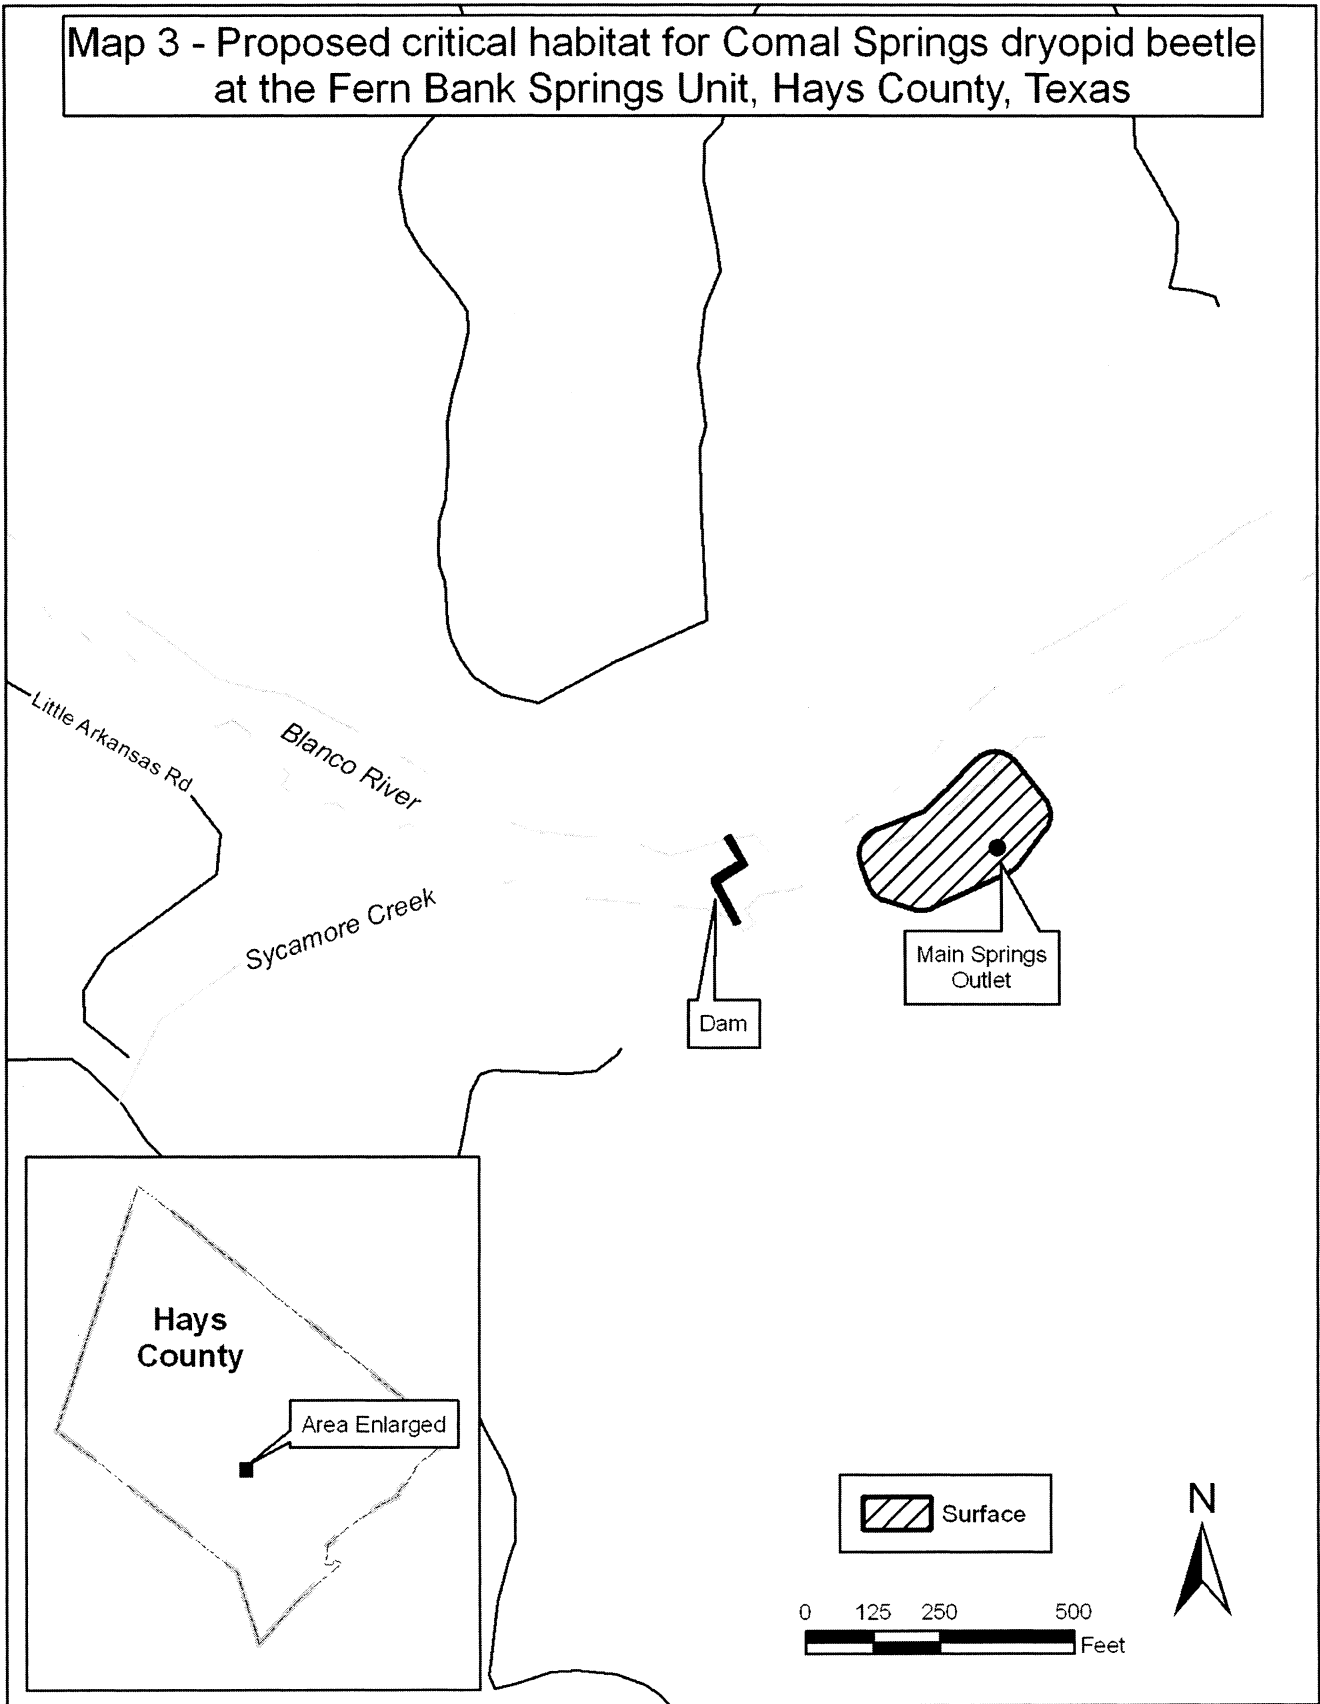 Map 3 - Proposed critical habitat for Comal Springs dryopid beetle
at the Fern Bank Springs Unit, Hays County, Texas
Little Arkansas Rd
Blanco River
Sycamore Creek
Main Springs
Outlet
Dam
Hays
County
Area Enlarged
Surface
N
0 125 250 500
Feet